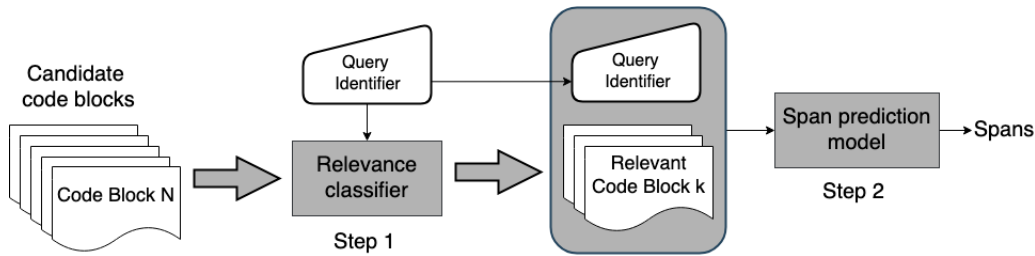 Candidate
code blocks
Code Block N
Query
Identifier
Relevance
classifier
Step 1
Query
Identifier
Relevant
Code Block k
Span prediction
model
Step 2
Spans